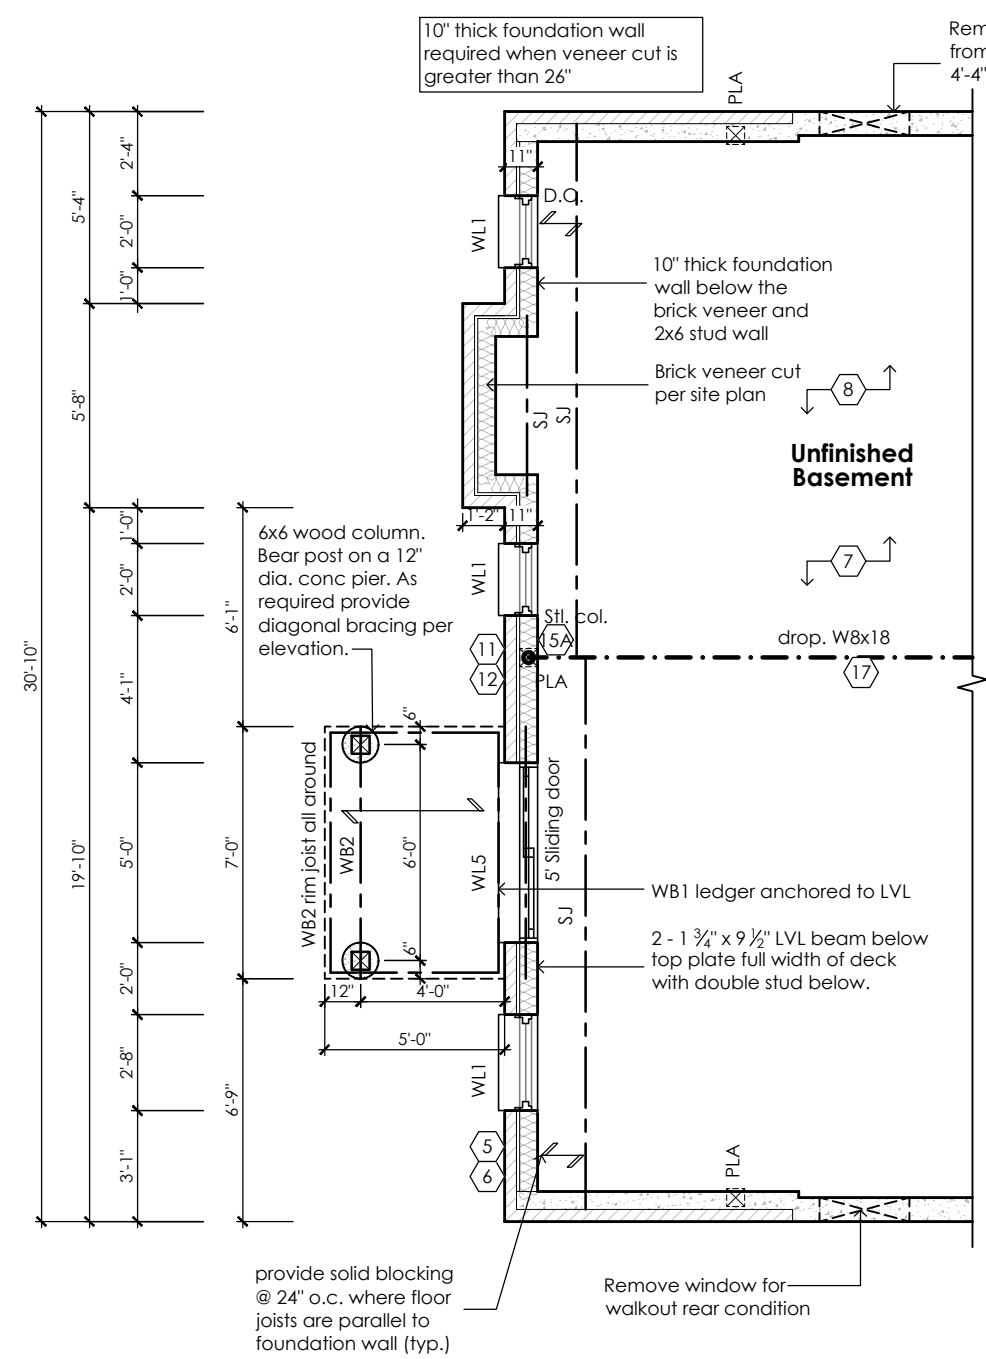 10" thick foundation wall
required when veneer cut is
greater than 26"
Rem
from
4'-4"
PLA
11"
D.O.
WL1
2'-4"
5'-4"
2'-0"
1'-0"
10" thick foundation
wall below the
brick veneer and
2x6 stud wall
Brick veneer cut
per site plan
8
SJ
SJ
5'-8"
Unfinished
Basement
1'-2"
11"
1'-0"
6x6 wood column.
Bear post on a 12"
dia. conc pier. As
required provide
diagonal bracing per
elevation.
WL1
7
2'-0"
6'-1"
Stl. col.
15A
11
12
PLA
drop. W8x18
17
30'-10"
4'-1"
6"
WB2 rim joist all around
WB2
6'-0"
WL5
5' Sliding door
SJ
19'-10"
5'-0"
7'-0"
WB1 ledger anchored to LVL
2 - 1 ¾" x 9 ½" LVL beam below
top plate full width of deck
with double stud below.
6"
12"
4'-0"
5'-0"
2'-0"
2'-8"
6'-9"
WL1
5
6
3'-1"
PLA
provide solid blocking
@ 24" o.c. where floor
joists are parallel to
foundation wall (typ.)
Remove window for
walkout rear condition